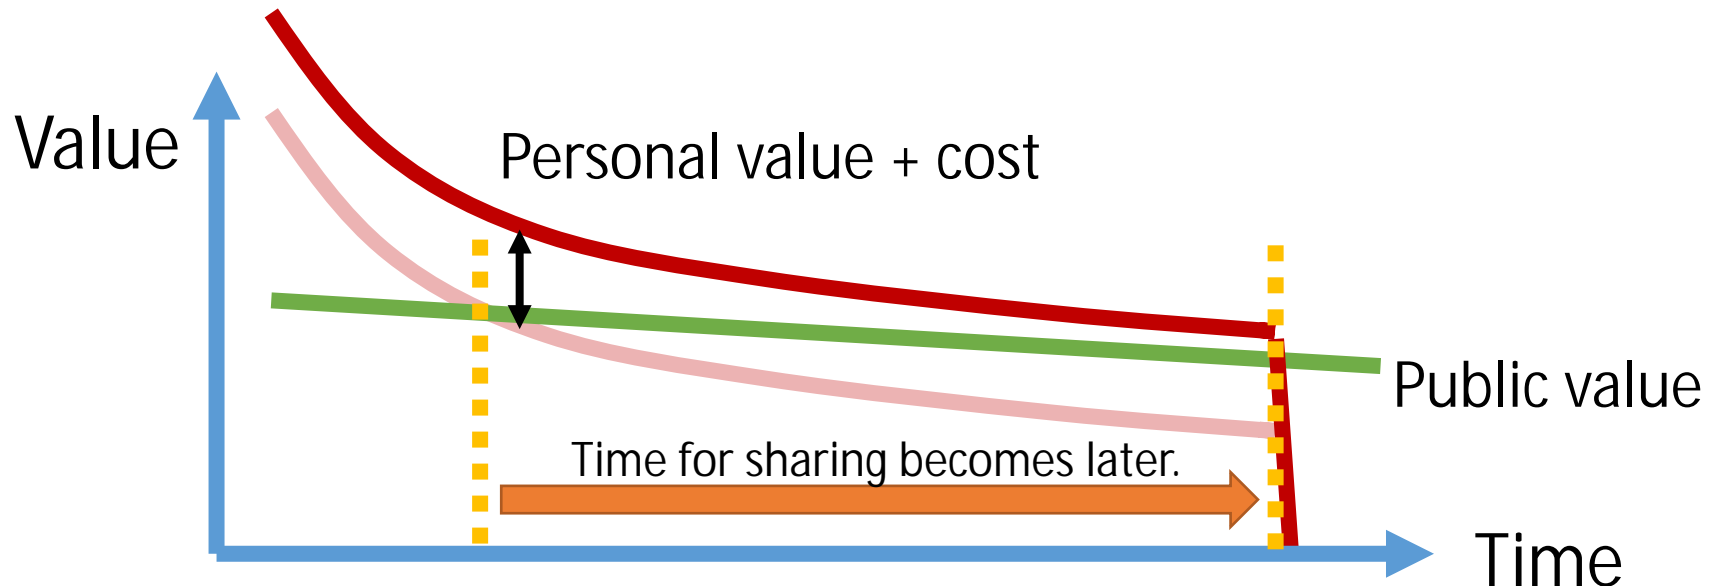 Value
Personal value + cost
Public value
Time for sharing becomes later.
Time